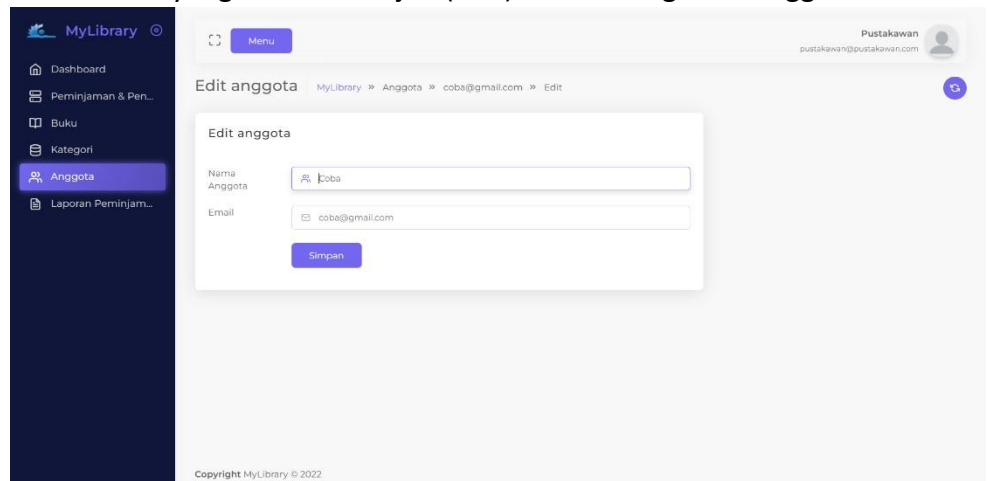 MyLibrary
Menu
Pustakawan
pustakawan@pustakawan.com
Dashboard
Peminjaman & Pen...
Buku
Kategori
Anggota
Laporan Peminjam...
Edit anggota
MyLibrary » Anggota » coba@gmail.com » Edit
Edit anggota
Nama
Anggota
Coba
Email
coba@gmail.com
Simpan
Copyright MyLibrary © 2022